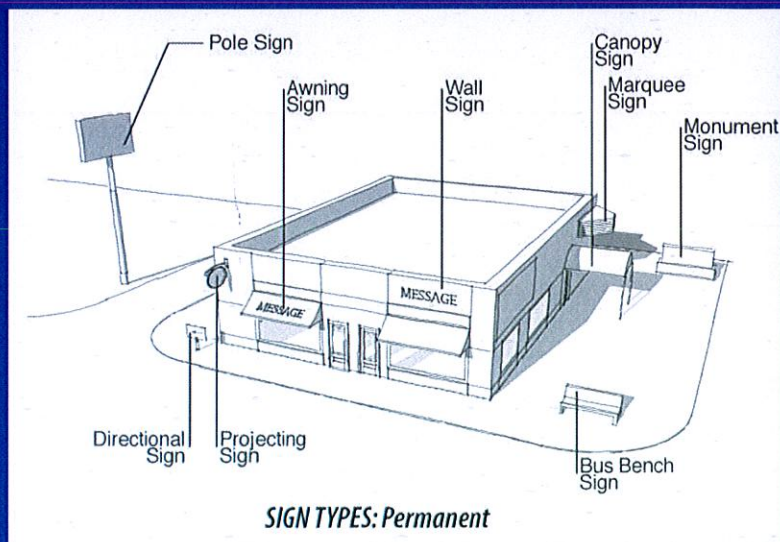 Pole Sign
Canopy
Sign
Awning
Sign
Wall
Sign
Marquee
Sign
Monument
Sign
MESSAGE
MESSAGE
Directional
Sign
Projecting
Sign
Bus Bench
Sign
SIGN TYPES: Permanent